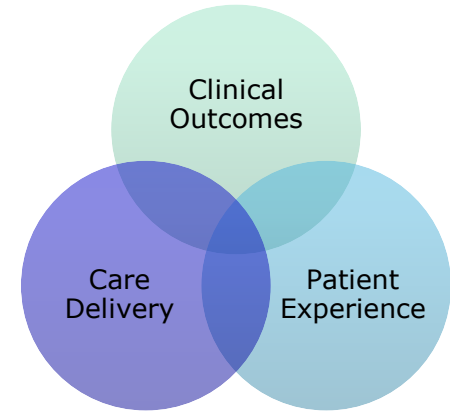 Clinical
Outcomes
Care
Delivery
Patient
Experience